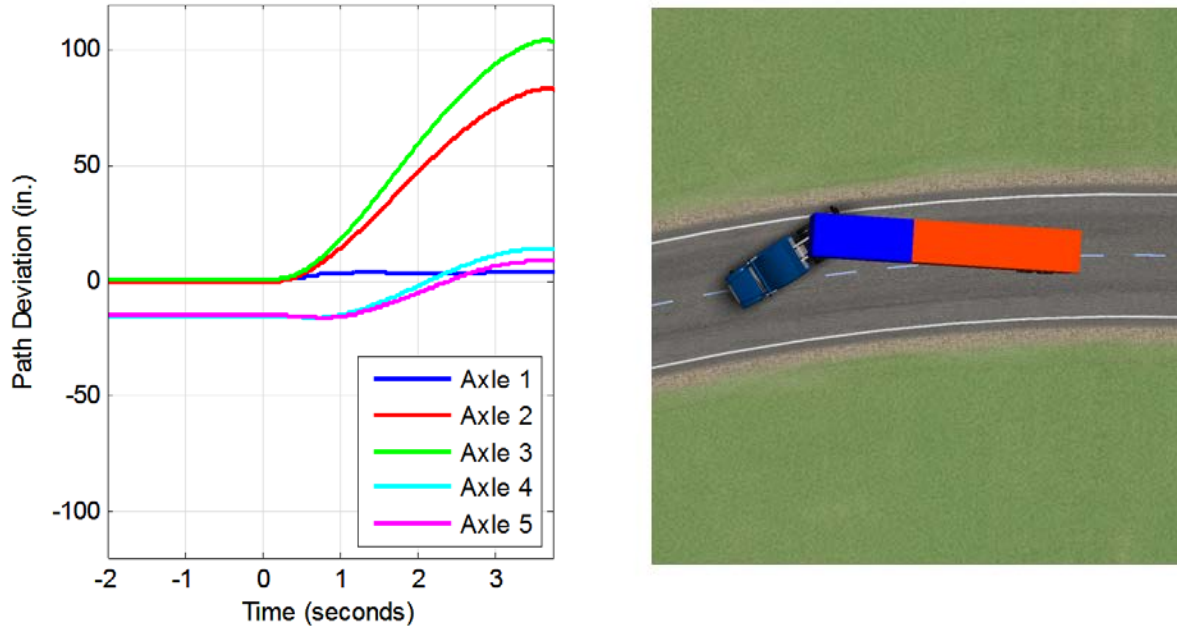 100
50
0
-50
-100
Path Deviation (in.)
Axle 1
Axle 2
Axle 3
Axle 4
Axle 5
-2 -1 0 1 2 3
Time (seconds)